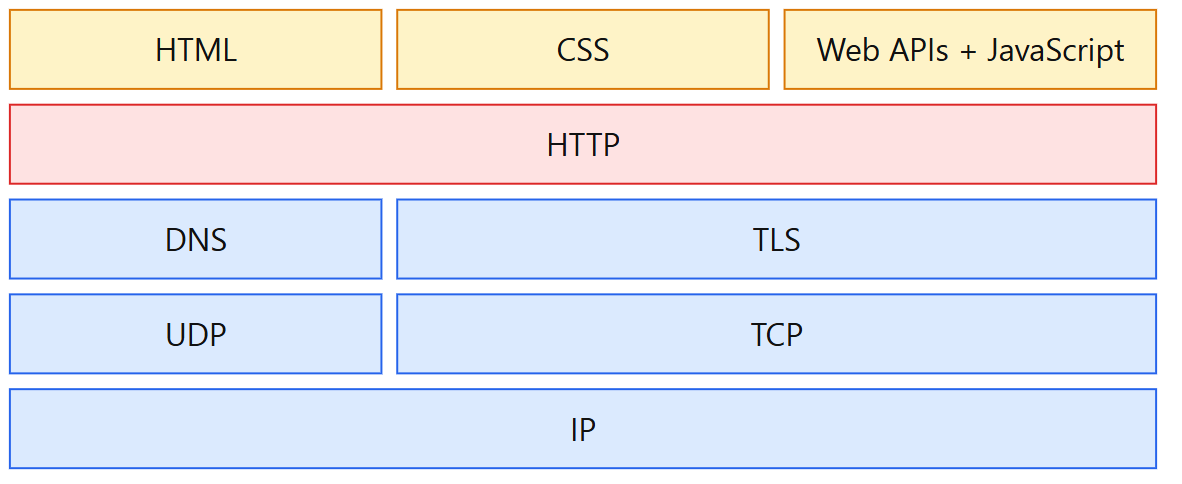 HTML
CSS
Web APIs + JavaScript
HTTP
DNS
TLS
UDP
TCP
IP